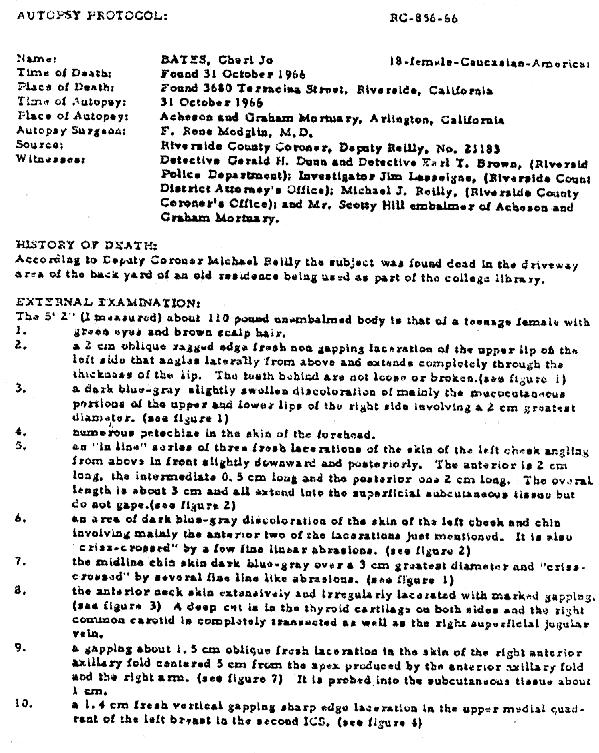 AUTOPSY PROTOCOL: RC-856-66
Name: BATES, Cheri Jo 18-female-Caucasian-American
Time of Death: Found 31 October 1966
Place of Death: Found 3680 Terracina Street, Riverside, California
Time of Autopsy: 31 October 1966
Place of Autopsy: Acheson and Graham Mortuary, Arlington, California
Autopsy Surgeon: F. Rene Modglin, M.D.
Source: Riverside County Coroner, Deputy Reilly, No. 21183
Witnesses: Detective Gerald H. Dunn and Detective Earl T. Brown, (Riversid
Police Department); Investigator Jim Lasseigne, (Riverside Count
District Attorney's Office); Michael J. Reilly, (Riverside County
Coroner's Office); and Mr. Scotty Hill embalmer of Acheson and
Graham Mortuary.
HISTORY OF DEATH:
According to Deputy Coroner Michael Reilly the subject was found dead in the driveway
area of the back yard of an old residence being used as part of the college library.
EXTERNAL EXAMINATION:
The 5' 2" (I measured) about 110 pound unembalmed body is that of a teenage female with
1. green eyes and brown scalp hair.
2. a 2 cm oblique ragged edge fresh non gapping laceration of the upper lip on the
left side that angles laterally from above and extends completely through the
thickness of the lip. The teeth behind are not loose or broken.(see figure 1)
3. a dark blue-gray slightly swollen discoloration of mainly the mucocutaneous
portions of the upper and lower lips of the right side involving a 2 cm greatest
diameter. (see figure 1)
4. numerous petechiae in the skin of the forehead.
5. an "in line" series of three fresh lacerations of the skin of the left cheek angling
from above in front slightly downward and posteriorly. The anterior is 2 cm
long, the intermediate 0.5 cm long and the posterior one 2 cm long. The overal
length is about 5 cm and all extend into the superficial subcutaneous tissue but
do not gape.(see figure 2)
6. an area of dark blue-gray discoloration of the skin of the left cheek and chin
involving mainly the anterior two of the lacerations just mentioned. It is also
"criss-crossed" by a few fine linear abrasions. (see figure 2)
7. the midline chin skin dark blue-gray over a 3 cm greatest diameter and "criss-
crossed" by several fine line like abrasions. (see figure 1)
8. the anterior neck skin extensively and irregularly lacerated with marked gapping.
(see figure 3) A deep cut is in the thyroid cartilage on both sides and the right
common carotid is completely transected as well as the right superficial jugular
vein.
9. a gapping about 1.5 cm oblique fresh laceration in the skin of the right anterior
axillary fold centered 5 cm from the apex produced by the anterior axillary fold
and the right arm. (see figure 7) It is probed into the subcutaneous tissue about
1 cm.
10. a 1.4 cm fresh vertical gapping sharp edge laceration in the upper medial quad-
rant of the left breast in the second ICS. (see figure 4)